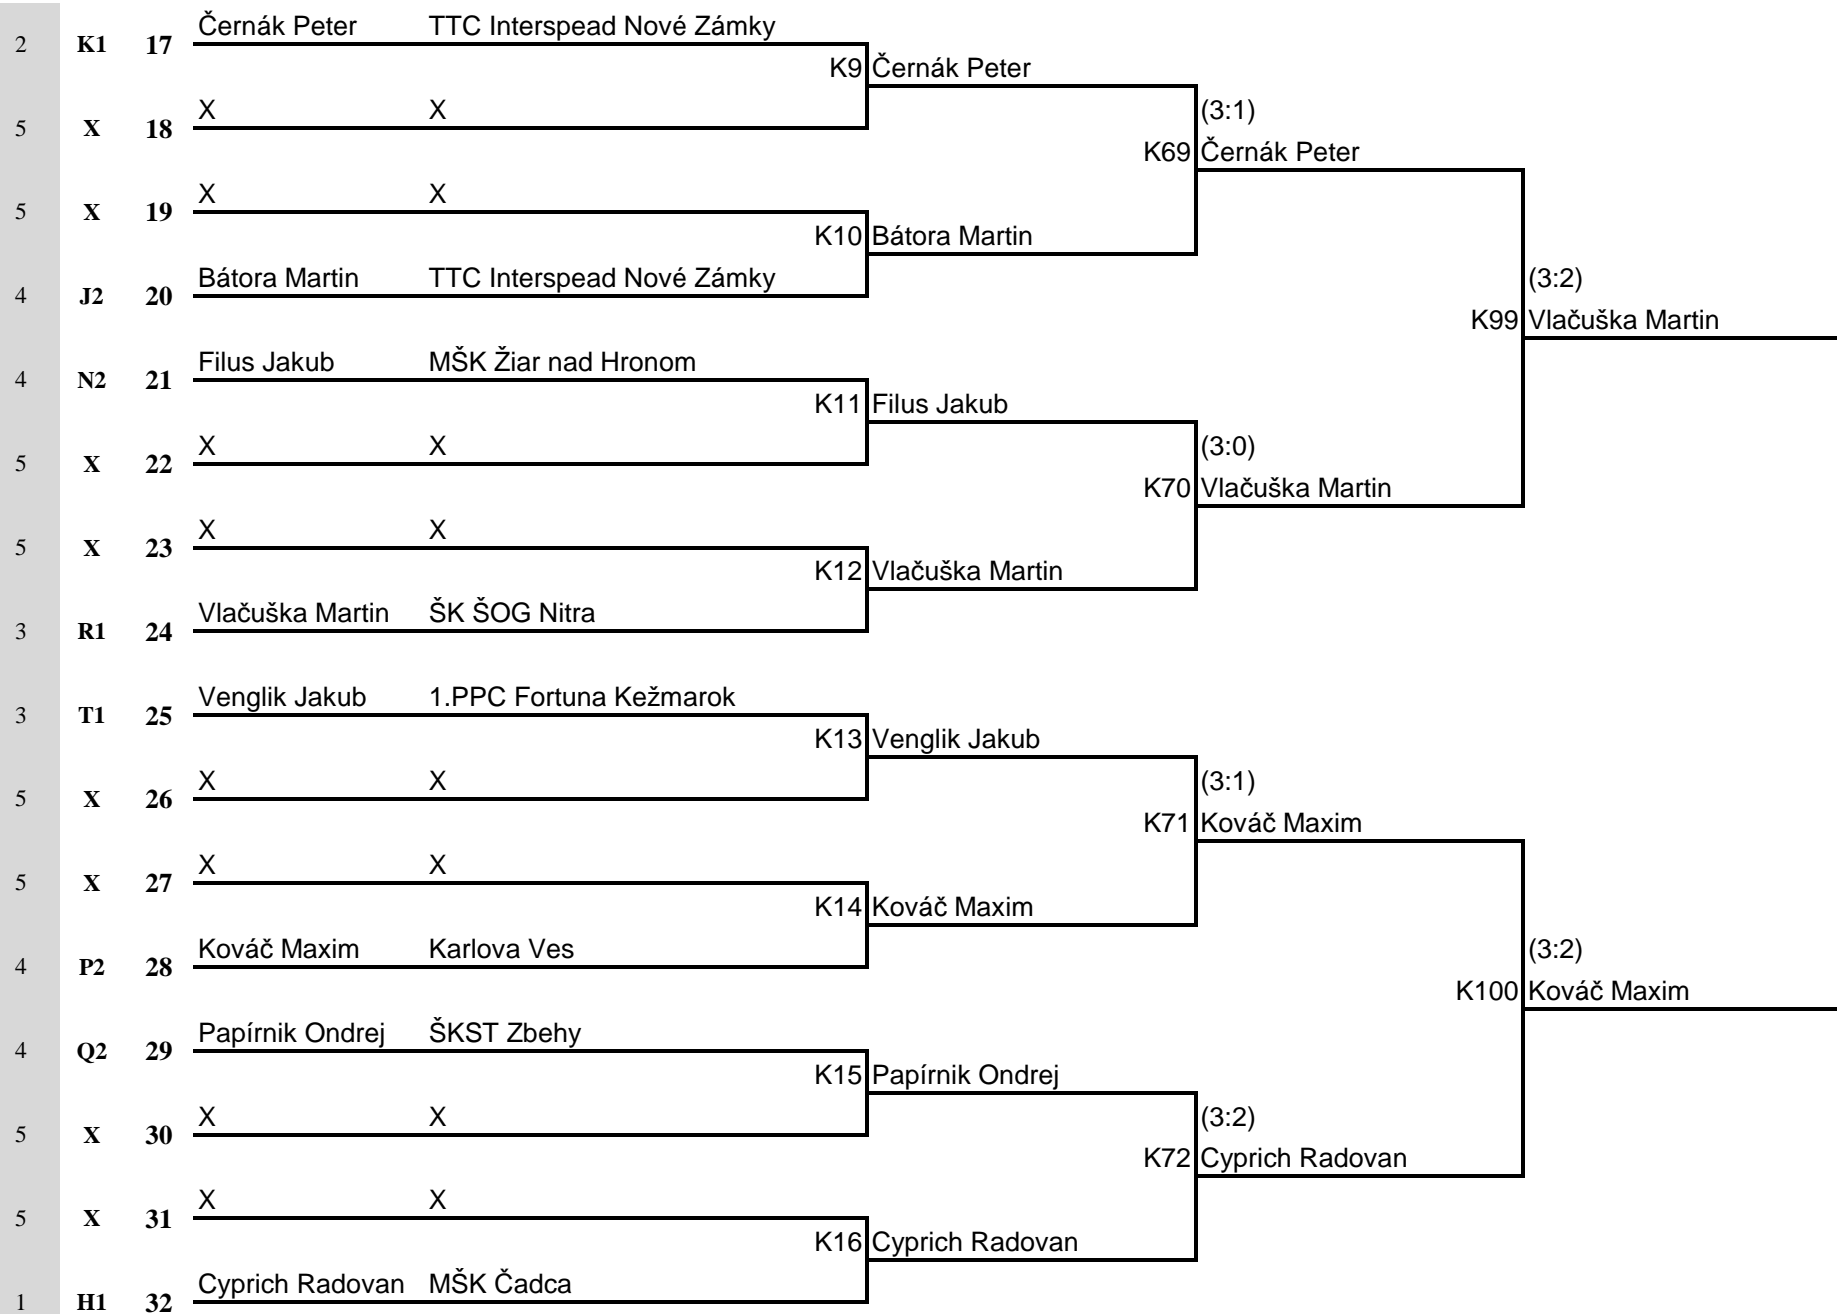 2 K1 17 Černák Peter TTC Interspead Nové Zámky
K9 Černák Peter
5 X 18 X X
(3:1)
K69 Černák Peter
5 X 19 X X
K10 Bátora Martin
4 J2 20 Bátora Martin TTC Interspead Nové Zámky
(3:2)
K99 Vlačuška Martin
4 N2 21 Filus Jakub MŠK Žiar nad Hronom
K11 Filus Jakub
5 X 22 X X
(3:0)
K70 Vlačuška Martin
5 X 23 X X
K12 Vlačuška Martin
3 R1 24 Vlačuška Martin ŠK ŠOG Nitra
3 T1 25 Venglik Jakub 1.PPC Fortuna Kežmarok
K13 Venglik Jakub
5 X 26 X X
(3:1)
K71 Kováč Maxim
5 X 27 X X
K14 Kováč Maxim
4 P2 28 Kováč Maxim Karlova Ves
(3:2)
K100 Kováč Maxim
4 Q2 29 Papírnik Ondrej ŠKST Zbehy
K15 Papírnik Ondrej
5 X 30 X X
(3:2)
K72 Cyprich Radovan
5 X 31 X X
K16 Cyprich Radovan
1 H1 32 Cyprich Radovan MŠK Čadca